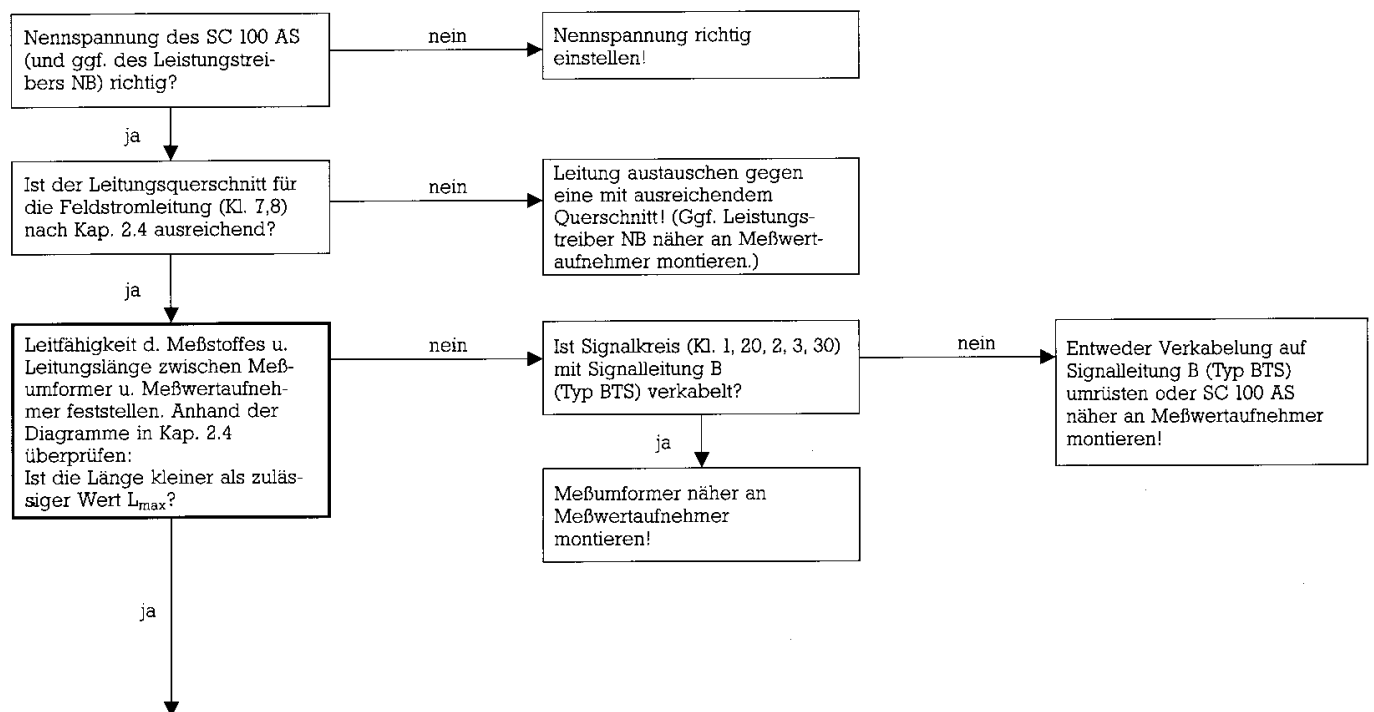 Nennspannung des SC 100 AS
(und ggf. des Leistungstrei-
bers NB) richtig?
nein
Nennspannung richtig
einstellen!
ja
Ist der Leitungsquerschnitt für
die Feldstromleitung (Kl. 7,8)
nach Kap. 2.4 ausreichend?
nein
Leitung austauschen gegen
eine mit ausreichendem
Querschnitt! (Ggf. Leistungs-
treiber NB näher an Meßwert-
aufnehmer montieren.)
ja
Leitfähigkeit d. Meßstoffes u.
Leitungslänge zwischen Meß-
umformer u. Meßwertaufneh-
mer feststellen. Anhand der
Diagramme in Kap. 2.4
überprüfen:
Ist die Länge kleiner als zuläs-
siger Wert Lmax?
nein
Ist Signalkreis (Kl. 1, 20, 2, 3, 30)
mit Signalleitung B
(Typ BTS) verkabelt?
nein
Entweder Verkabelung auf
Signalleitung B (Typ BTS)
umrüsten oder SC 100 AS
näher an Meßwertaufnehmer
montieren!
ja
Meßumformer näher an
Meßwertaufnehmer
montieren!
ja